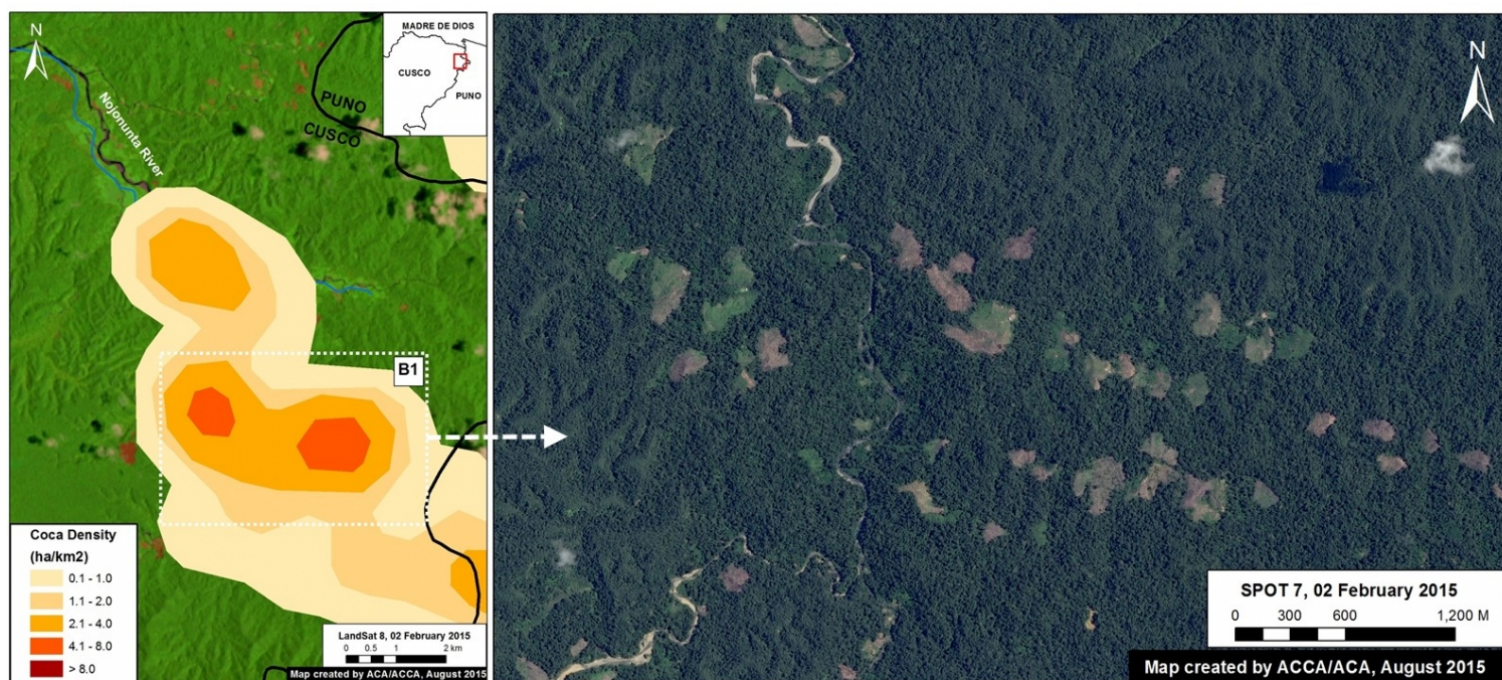 N
Nojonunta River
PUNO
CUSCO
MADRE DE DIOS
CUSCO
PUNO
B1
Coca Density
(ha/km2)
0.1 - 1.0
1.1 - 2.0
2.1 - 4.0
4.1 - 8.0
> 8.0
LandSat 8, 02 February 2015
0 0.5 1 2 km
Map created by ACA/ACCA, August 2015
N
SPOT 7, 02 February 2015
0 300 600 1,200 M
Map created by ACCA/ACA, August 2015